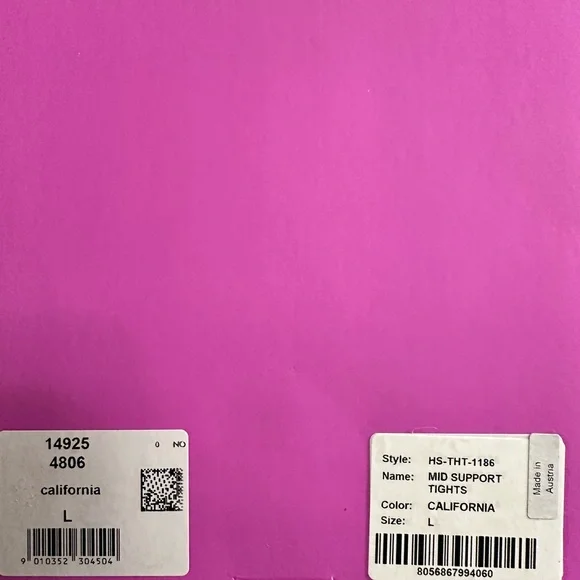 14925
4806
0 NO
california
L
9 010352 304504
Style: HS-THT-1186
Name: MID SUPPORT
TIGHTS
Color: CALIFORNIA
Size: L
8056867994060
Made in
Austria